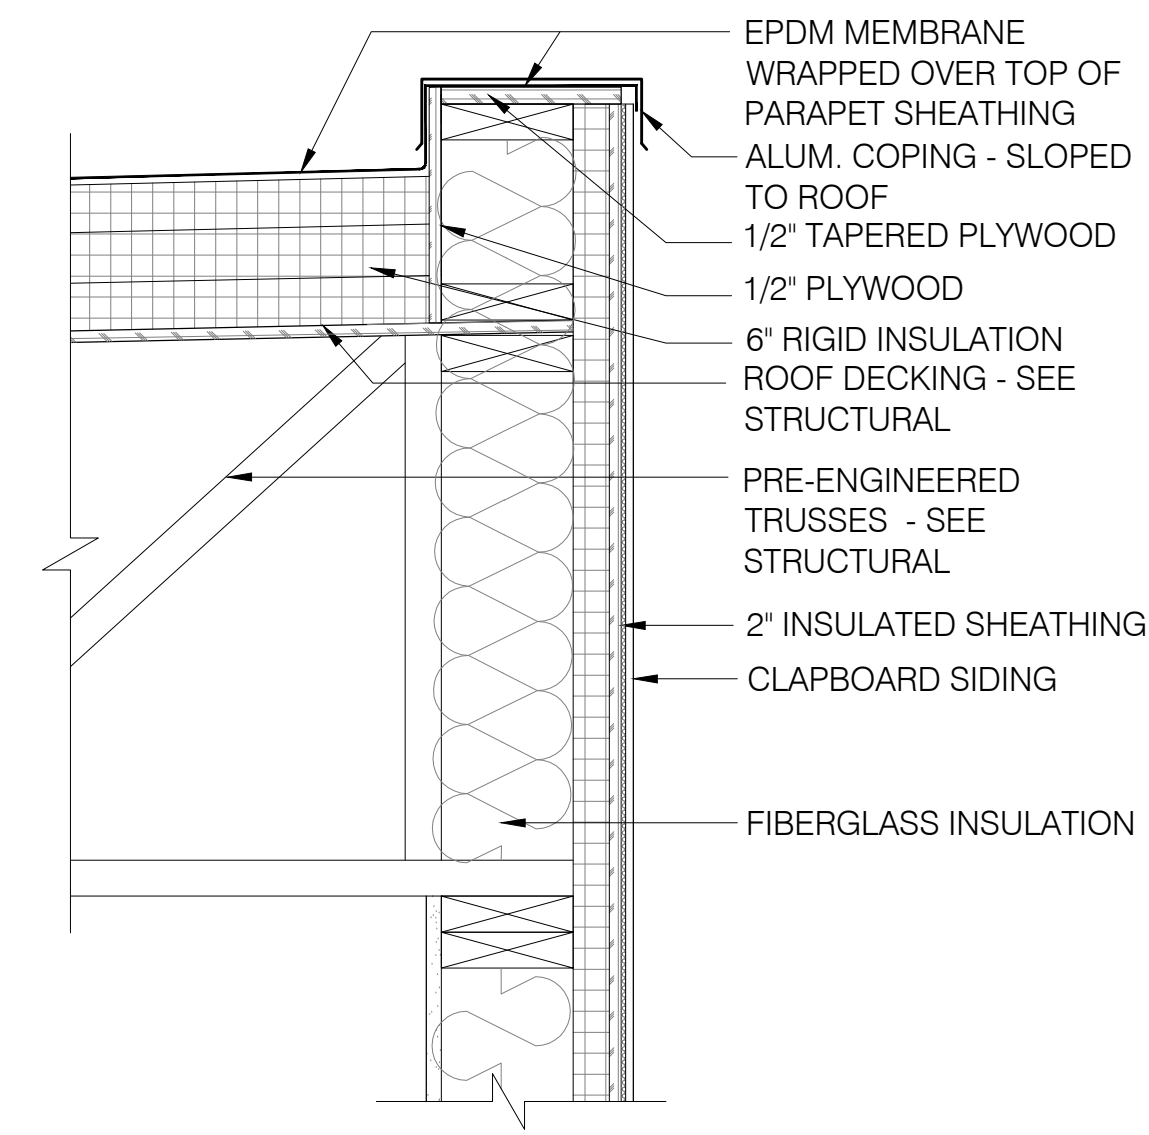 EPDM MEMBRANE
WRAPPED OVER TOP OF
PARAPET SHEATHING
ALUM. COPING - SLOPED
TO ROOF
1/2" TAPERED PLYWOOD
1/2" PLYWOOD
6" RIGID INSULATION
ROOF DECKING - SEE
STRUCTURAL
PRE-ENGINEERED
TRUSSES - SEE
STRUCTURAL
2" INSULATED SHEATHING
CLAPBOARD SIDING
FIBERGLASS INSULATION